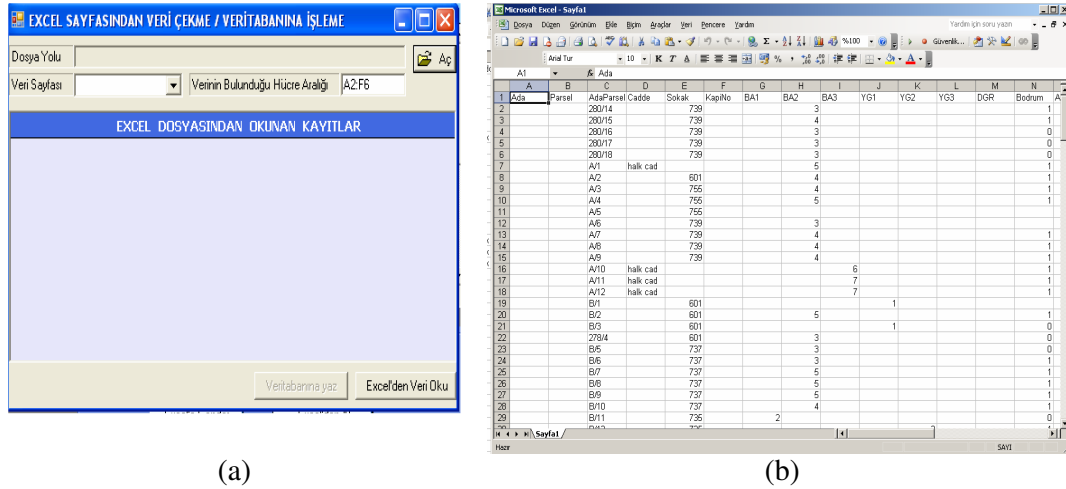 EXCEL SAYFASINDAN VERİ ÇEKME / VERİTABANINA İŞLEME
Dosya Yolu Aç
Veri Sayfası Verinin Bulunduğu Hücre Aralığı A2:F6
EXCEL DOSYASINDAN OKUNAN KAYITLAR
Veritabanına yaz Excel'den Veri Oku
(a)
Microsoft Excel - Sayfa1
Dosya Düzen Görünüm Ekle Biçim Araçlar Veri Pencere Yardım Yardım için soru yazın
%100 Güvenlik...
Arial Tur 10 K T A %
A1 fx Ada
A B C D E F G H I J K L M N
1 Ada Parsel AdaParsel Cadde Sokak KapiNo BA1 BA2 BA3 YG1 YG2 YG3 DGR Bodrum A
2 280/14 739 3 1
3 280/15 739 4 1
4 280/16 739 3 0
5 280/17 739 3 0
6 280/18 739 3 0
7 A/1 halk cad 5 1
8 A/2 601 4 1
9 A/3 755 4 1
10 A/4 755 5 1
11 A/5 755
12 A/6 739 3
13 A/7 739 4 1
14 A/8 739 4 1
15 A/9 739 4 1
16 A/10 halk cad 6 1
17 A/11 halk cad 7 1
18 A/12 halk cad 7 1
19 B/1 601 1
20 B/2 601 5 1
21 B/3 601 1 0
22 278/4 601 3 0
23 B/5 737 3 0
24 B/6 737 3 1
25 B/7 737 5 1
26 B/8 737 5 1
27 B/9 737 5 1
28 B/10 737 4 1
29 B/11 735 2 0
Sayfa1
Hazır SAYI
(b)